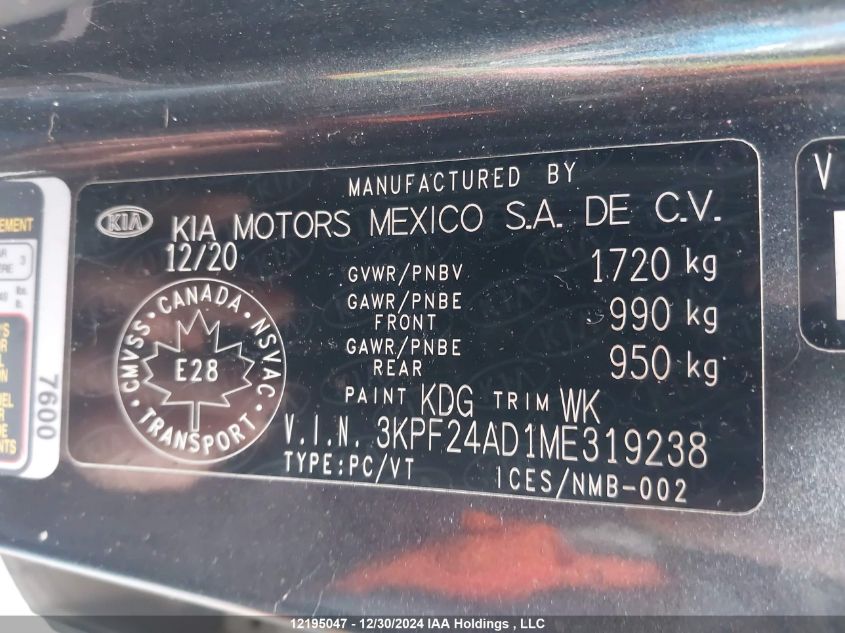 MANUFACTURED BY
KIA KIA MOTORS MEXICO S.A. DE C.V.
12/20
GVWR/PNBV 1720 kg
GAWR/PNBE FRONT 990 kg
GAWR/PNBE REAR 950 kg
PAINT KDG TRIM WK
V.I.N. 3KPF24AD1ME319238
TYPE:PC/VT ICES/NMB-002
CANADA
CMVSS NSVAC
E28
TRANSPORT
7600
V
12195047 - 12/30/2024 IAA Holdings , LLC